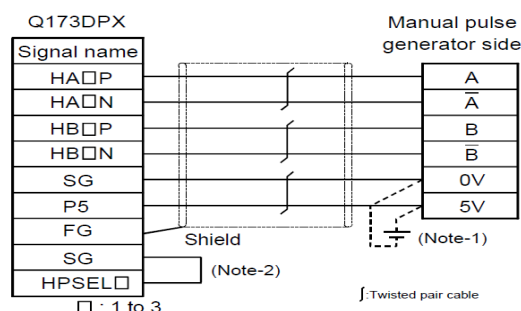 Q173DPX
Manual pulse
generator side
Signal name
HA□P
A
HA□N
A̅
HB□P
B
HB□N
B̅
SG
0V
P5
5V
FG
Shield
(Note-1)
SG
(Note-2)
HPSEL□
□ : 1 to 3
∫:Twisted pair cable